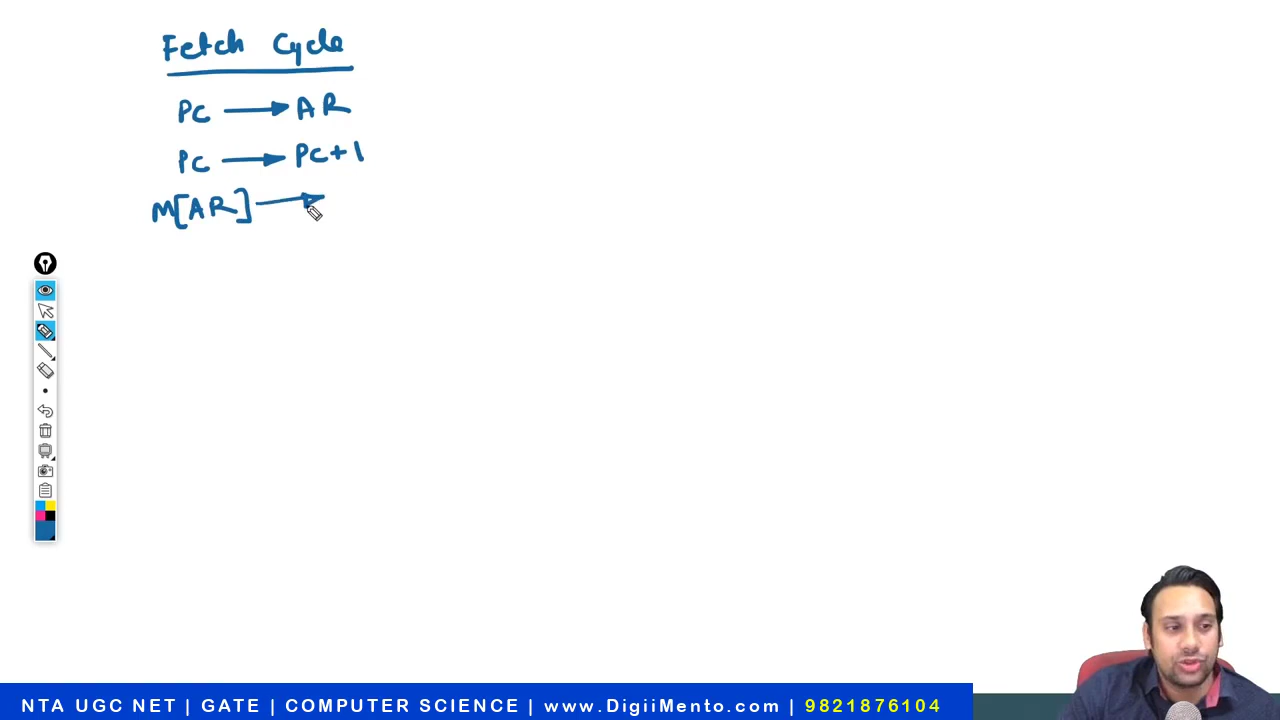 Fetch Cycle
PC → AR
PC → PC+1
M[AR] →
NTA UGC NET | GATE | COMPUTER SCIENCE | www.DigiiMento.com | 9821876104